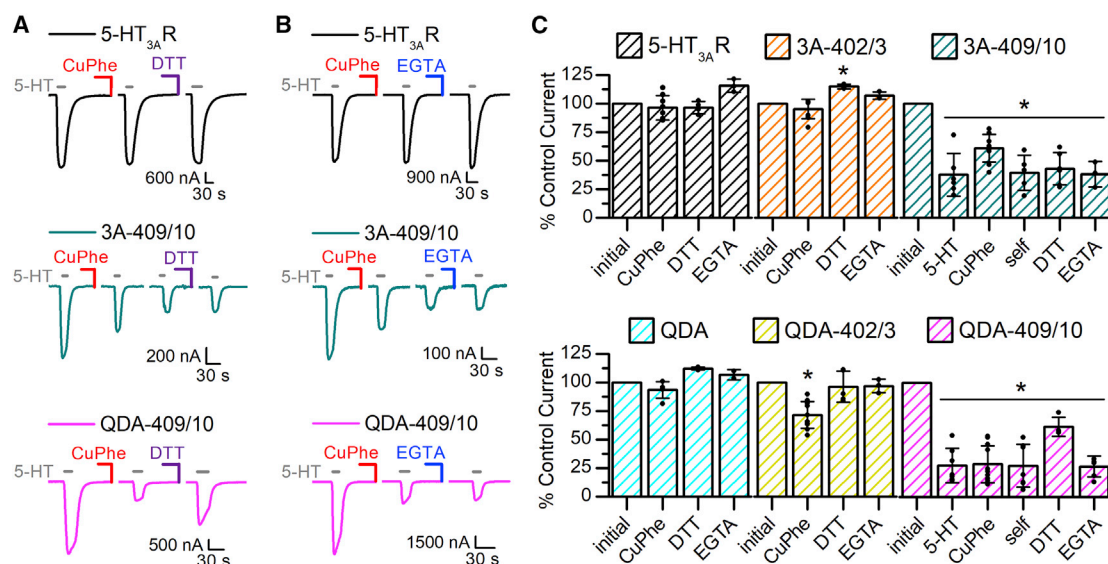 A
5-HT3AR
CuPhe
DTT
5-HT
600 nA
30 s
3A-409/10
CuPhe
DTT
5-HT
200 nA
30 s
QDA-409/10
CuPhe
DTT
5-HT
500 nA
30 s
B
5-HT3AR
CuPhe
EGTA
5-HT
900 nA
30 s
3A-409/10
CuPhe
EGTA
5-HT
100 nA
30 s
QDA-409/10
CuPhe
EGTA
5-HT
1500 nA
30 s
C
5-HT3AR 3A-402/3 3A-409/10
% Control Current
125
100
75
50
25
0
* *
initial CuPhe DTT EGTA initial CuPhe DTT EGTA initial 5-HT CuPhe self DTT EGTA
QDA QDA-402/3 QDA-409/10
% Control Current
125
100
75
50
25
0
* *
initial CuPhe DTT EGTA initial CuPhe DTT EGTA initial 5-HT CuPhe self DTT EGTA